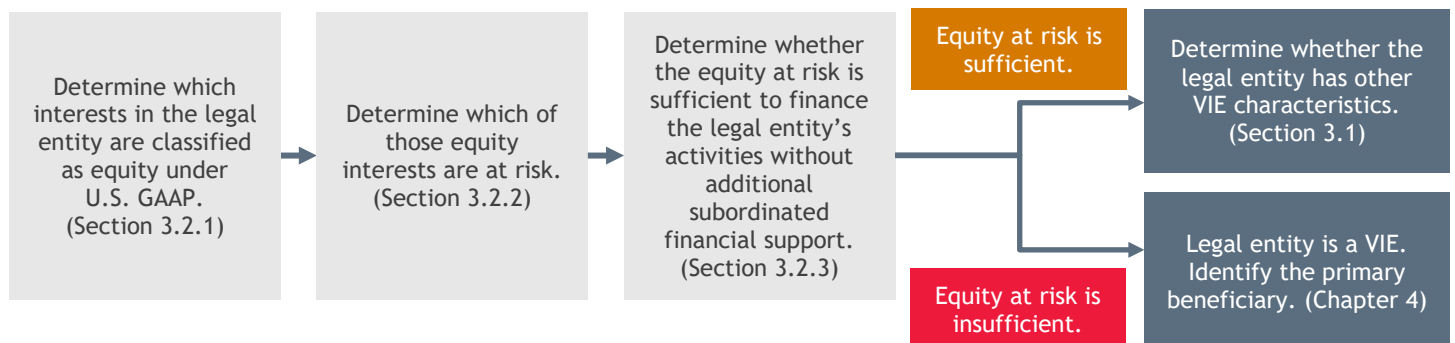 Determine which
interests in the legal
entity are classified
as equity under
U.S. GAAP.
(Section 3.2.1)
Determine which of
those equity
interests are at risk.
(Section 3.2.2)
Determine whether
the equity at risk is
sufficient to finance
the legal entity’s
activities without
additional
subordinated
financial support.
(Section 3.2.3)
Equity at risk is
sufficient.
Determine whether the
legal entity has other
VIE characteristics.
(Section 3.1)
Equity at risk is
insufficient.
Legal entity is a VIE.
Identify the primary
beneficiary. (Chapter 4)